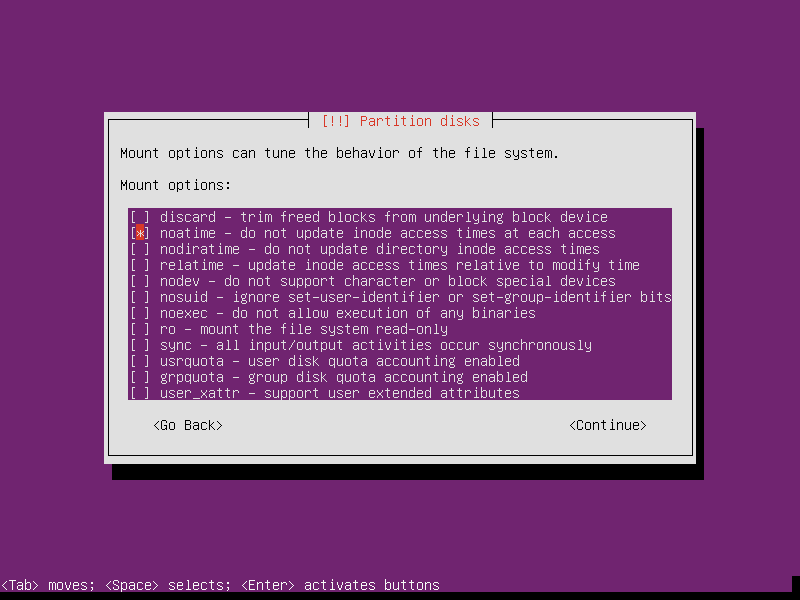 [!!] Partition disks
Mount options can tune the behavior of the file system.
Mount options:
[ ] discard - trim freed blocks from underlying block device
[*] noatime - do not update inode access times at each access
[ ] nodiratime - do not update directory inode access times
[ ] relatime - update inode access times relative to modify time
[ ] nodev - do not support character or block special devices
[ ] nosuid - ignore set-user-identifier or set-group-identifier bits
[ ] noexec - do not allow execution of any binaries
[ ] ro - mount the file system read-only
[ ] sync - all input/output activities occur synchronously
[ ] usrquota - user disk quota accounting enabled
[ ] grpquota - group disk quota accounting enabled
[ ] user_xattr - support user extended attributes
<Go Back> <Continue>
<Tab> moves; <Space> selects; <Enter> activates buttons